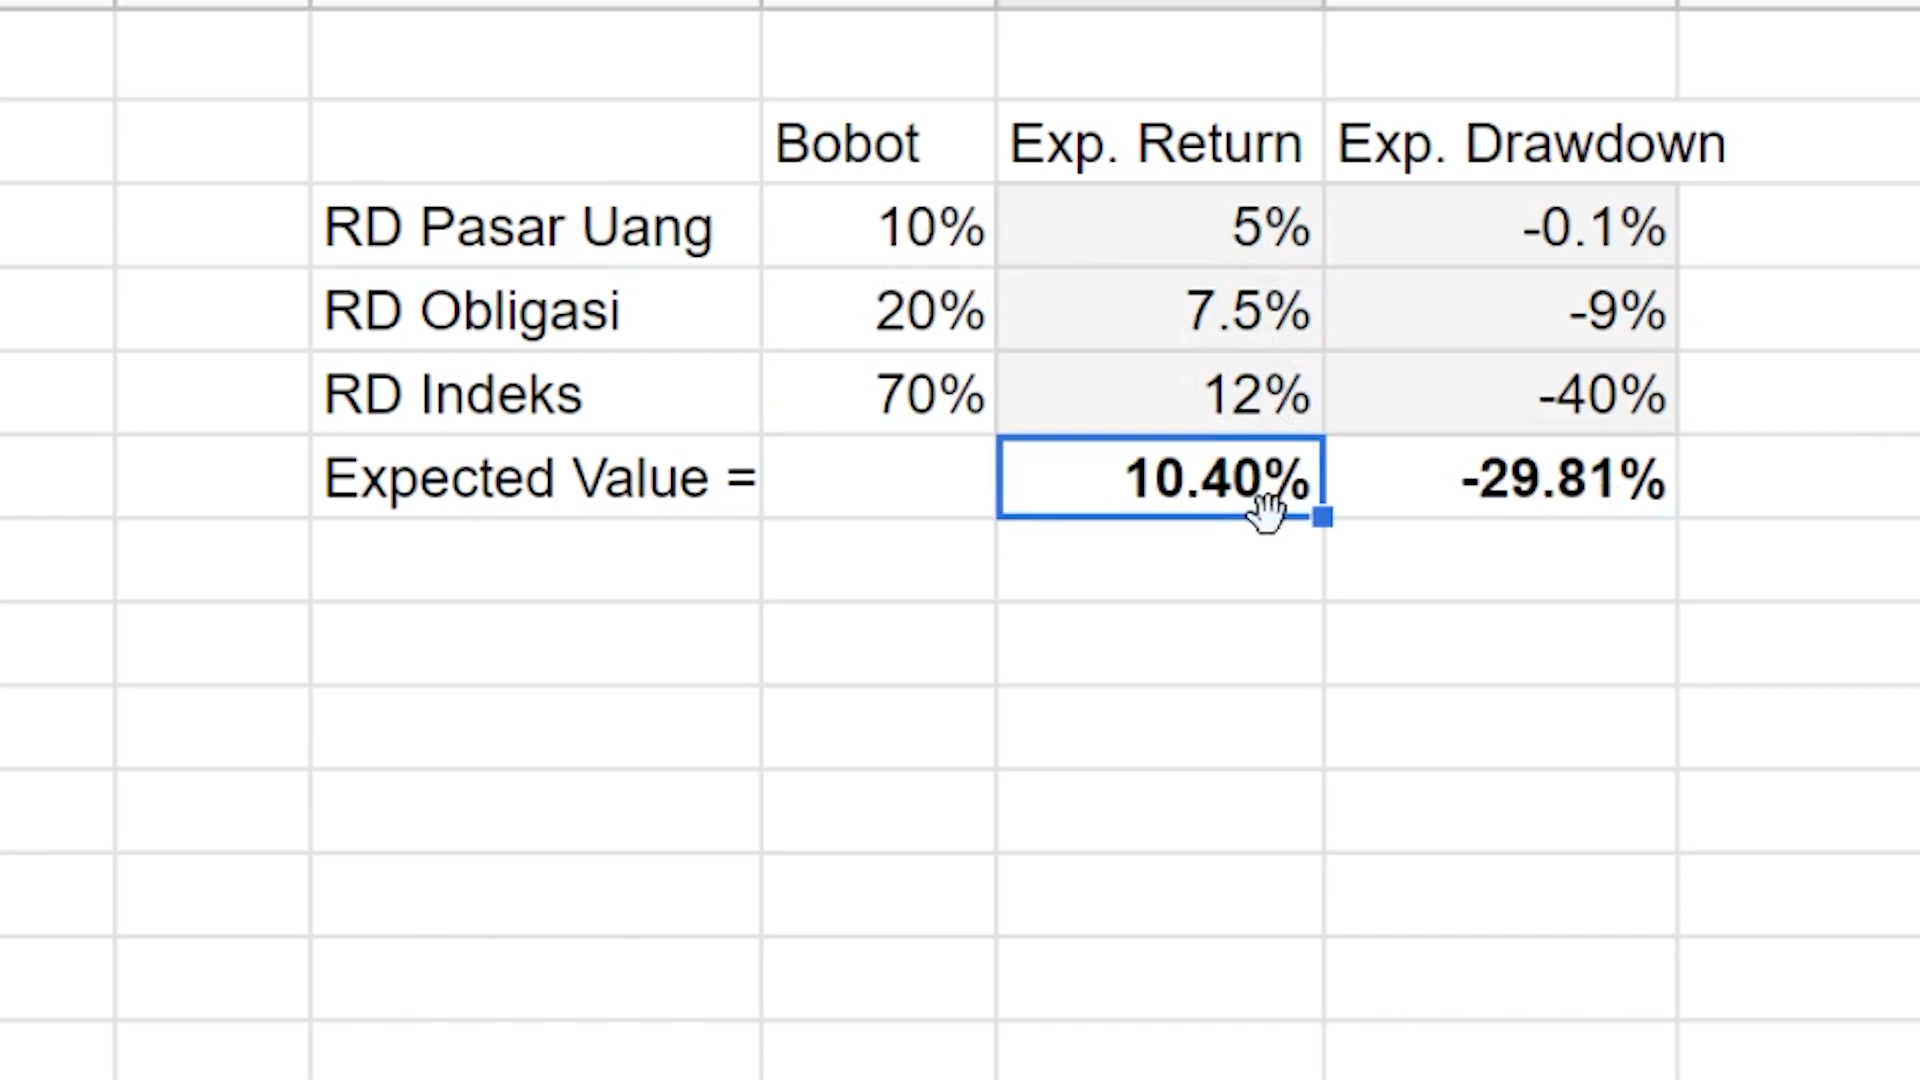 Bobot Exp. Return Exp. Drawdown
RD Pasar Uang 10% 5% -0.1%
RD Obligasi 20% 7.5% -9%
RD Indeks 70% 12% -40%
Expected Value = 10.40% -29.81%